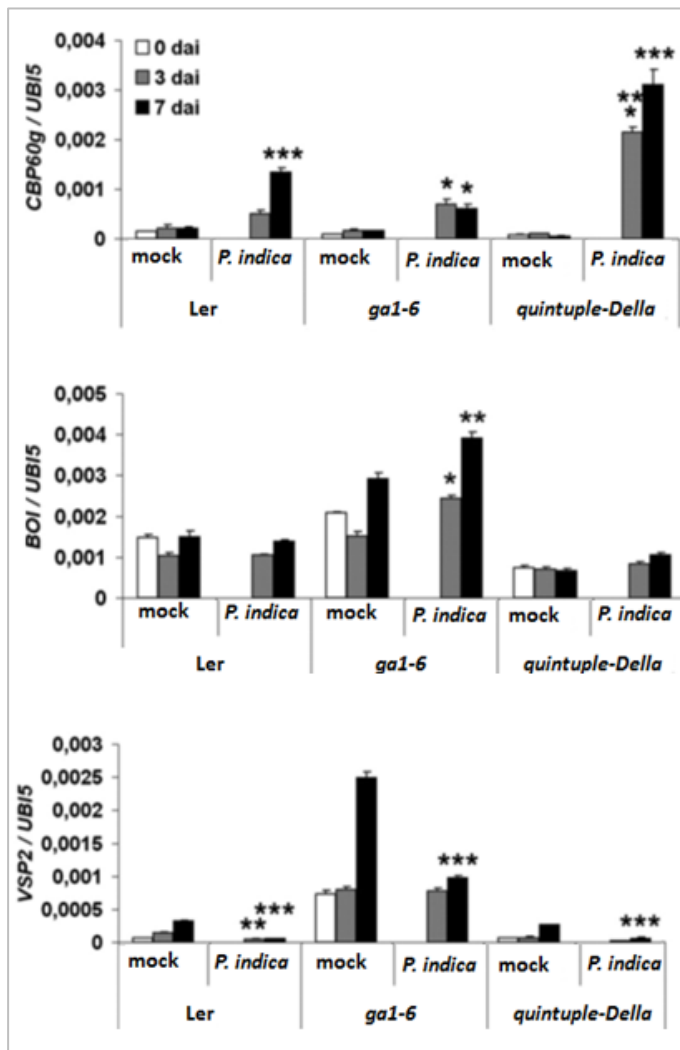 0,004
0,003
0,002
0,001
0
CBP60g / UBI5
0 dai
3 dai
7 dai
***
* *
**
*
***
mock P. indica mock P. indica mock P. indica
Ler ga1-6 quintuple-Della
0,005
0,004
0,003
0,002
0,001
0
BOI / UBI5
* **
mock P. indica mock P. indica mock P. indica
Ler ga1-6 quintuple-Della
0,003
0,0025
0,002
0,0015
0,001
0,0005
0
VSP2 / UBI5
**
***
***
***
mock P. indica mock P. indica mock P. indica
Ler ga1-6 quintuple-Della